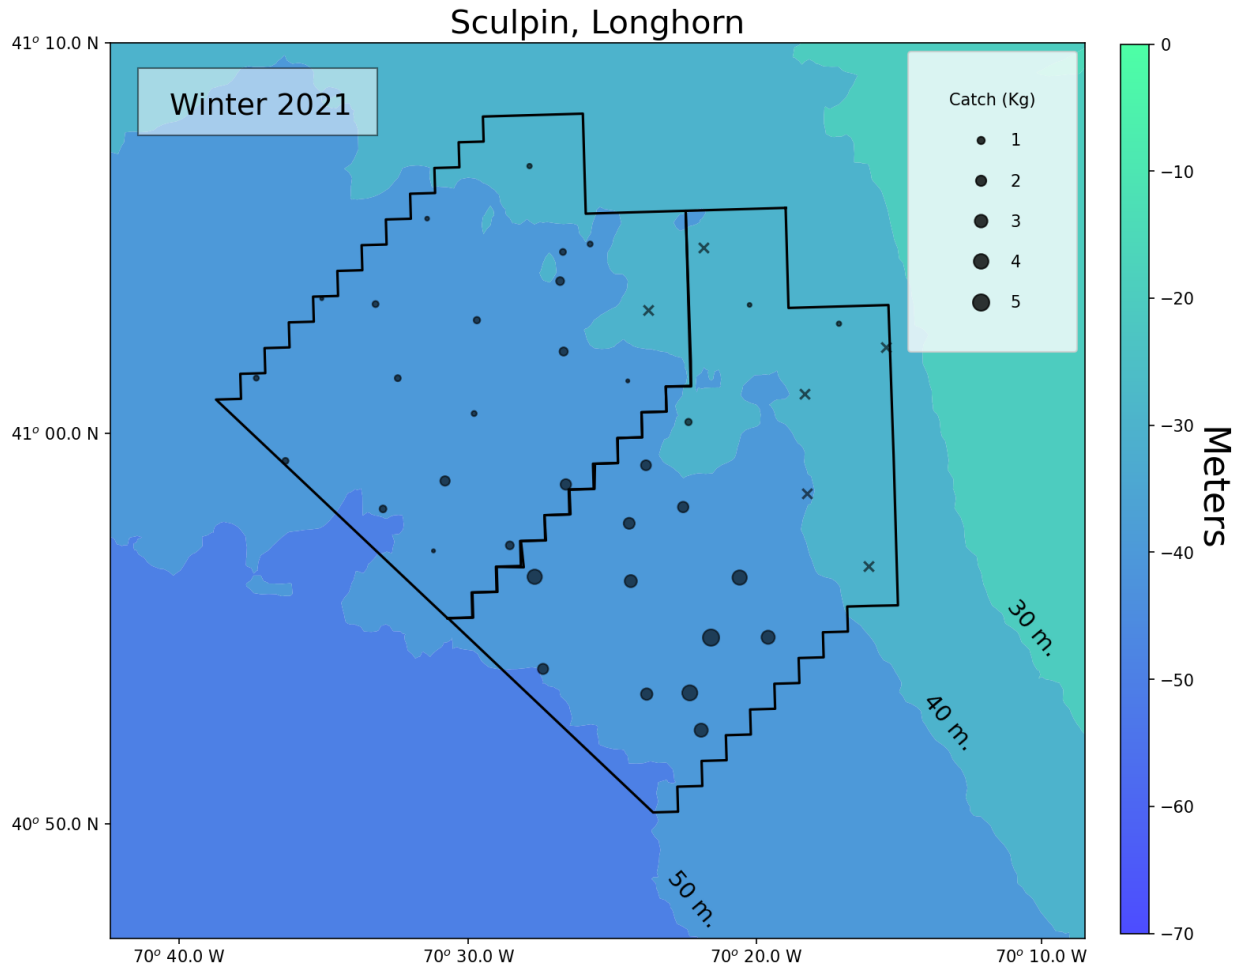 Sculpin, Longhorn
41° 10.0 N
41° 00.0 N
40° 50.0 N
Winter 2021
Catch (Kg)
1
2
3
4
5
30 m.
40 m.
50 m.
70° 40.0 W
70° 30.0 W
70° 20.0 W
70° 10.0 W
0
−10
−20
−30
−40
−50
−60
−70
Meters